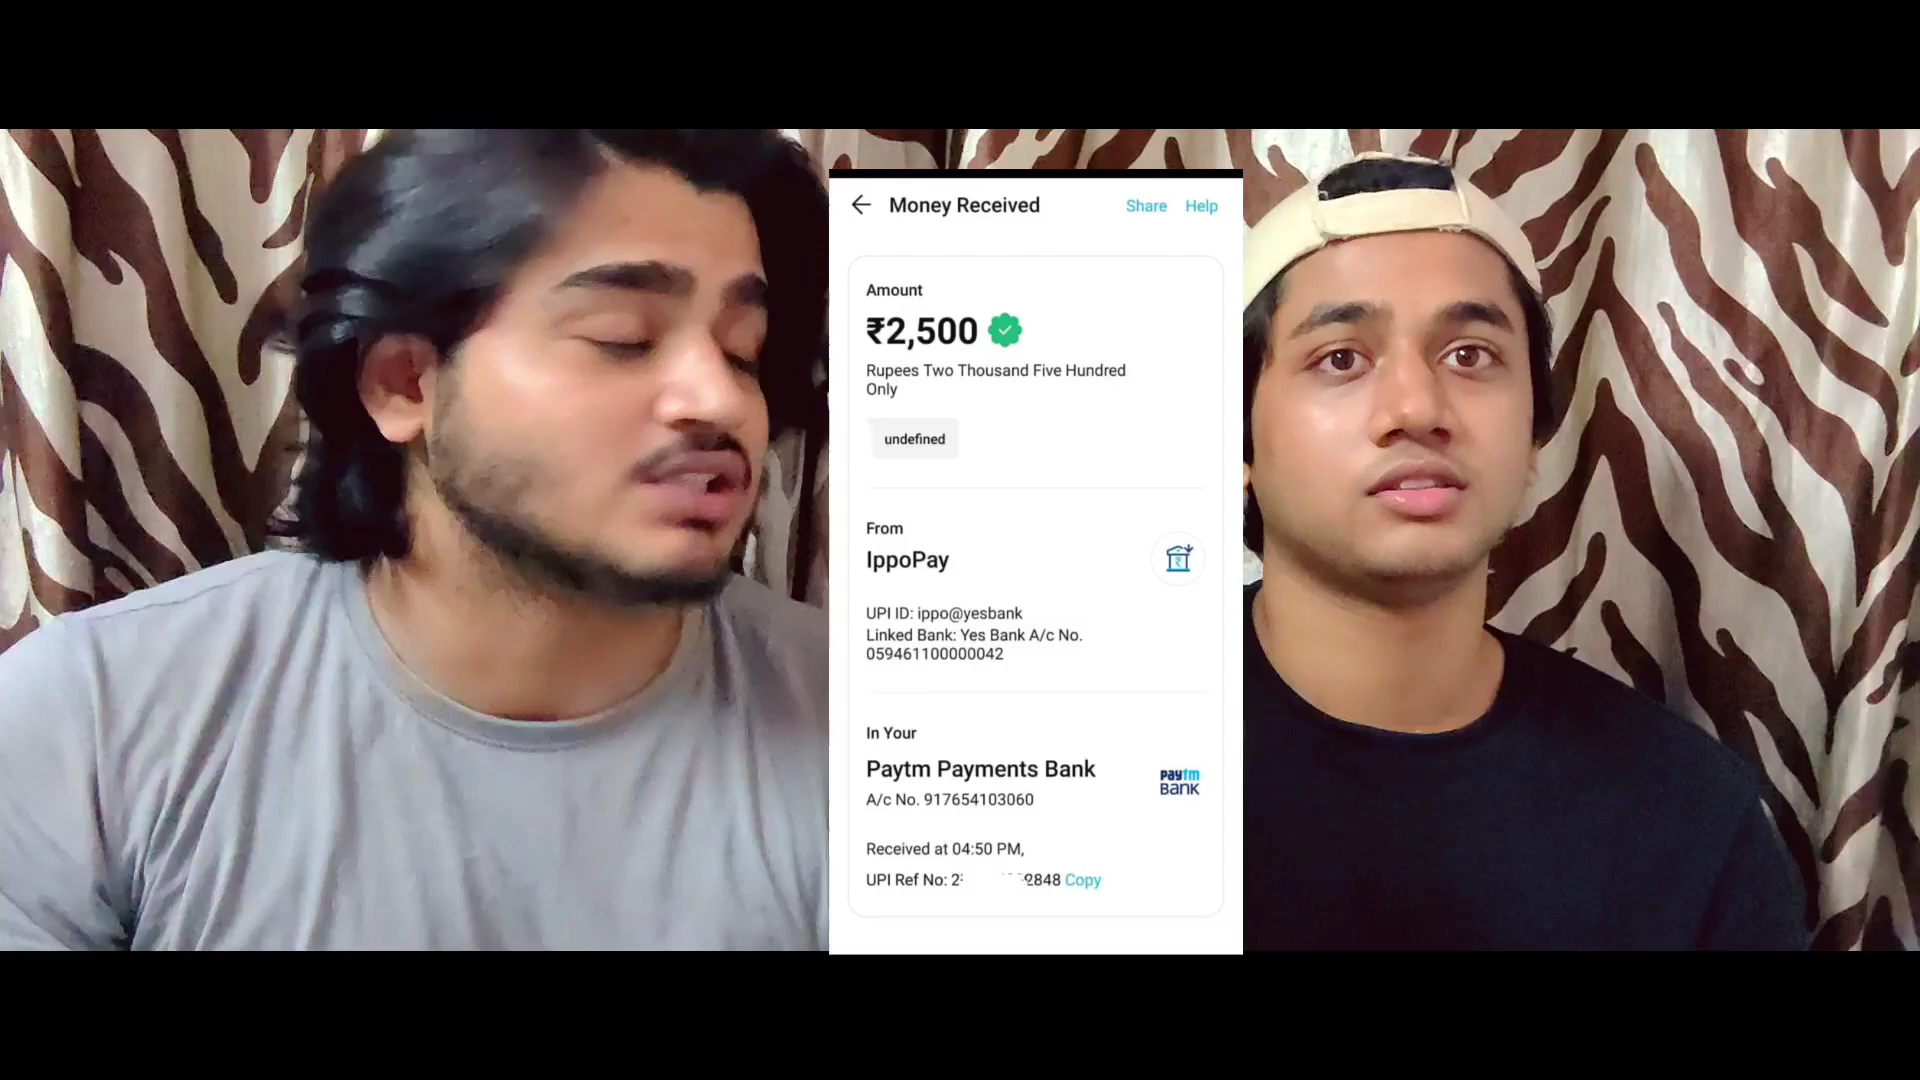 Money Received
Share Help
Amount
₹2,500
Rupees Two Thousand Five Hundred
Only
undefined
From
IppoPay
UPI ID: ippo@yesbank
Linked Bank: Yes Bank A/c No.
059461100000042
In Your
Paytm Payments Bank
paytm
BANK
A/c No. 917654103060
Received at 04:50 PM,
UPI Ref No: 2 2848 Copy